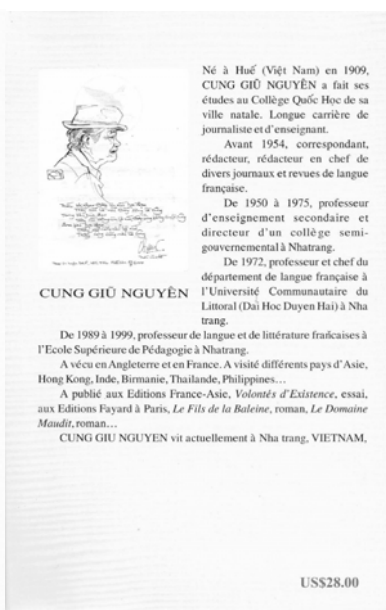 Né à Huế (Việt Nam) en 1909,
CUNG GIŨ NGUYÊN a fait ses
études au Collège Quốc Học de sa
ville natale. Longue carrière de
journaliste et d'enseignant.
Avant 1954, correspondant,
rédacteur, rédacteur en chef de
divers journaux et revues de langue
française.
De 1950 à 1975, professeur
d'enseignement secondaire et
directeur d'un collège semi-
gouvernemental à Nhatrang.
De 1972, professeur et chef du
département de langue française à
l'Université Communautaire du
Littoral (Dai Hoc Duyen Hai) à Nha
trang.
CUNG GIŨ NGUYÊN
De 1989 à 1999, professeur de langue et de littérature francaises à
l'Ecole Supérieure de Pédagogie à Nhatrang.
A vécu en Angleterre et en France. A visité différents pays d'Asie,
Hong Kong, Inde, Birmanie, Thailande, Philippines…
A publié aux Editions France-Asie, Volontés d'Existence, essai,
aux Editions Fayard à Paris, Le Fils de la Baleine, roman, Le Domaine
Maudit, roman…
CUNG GIU NGUYEN vit actuellement à Nha trang, VIETNAM.
US$28.00